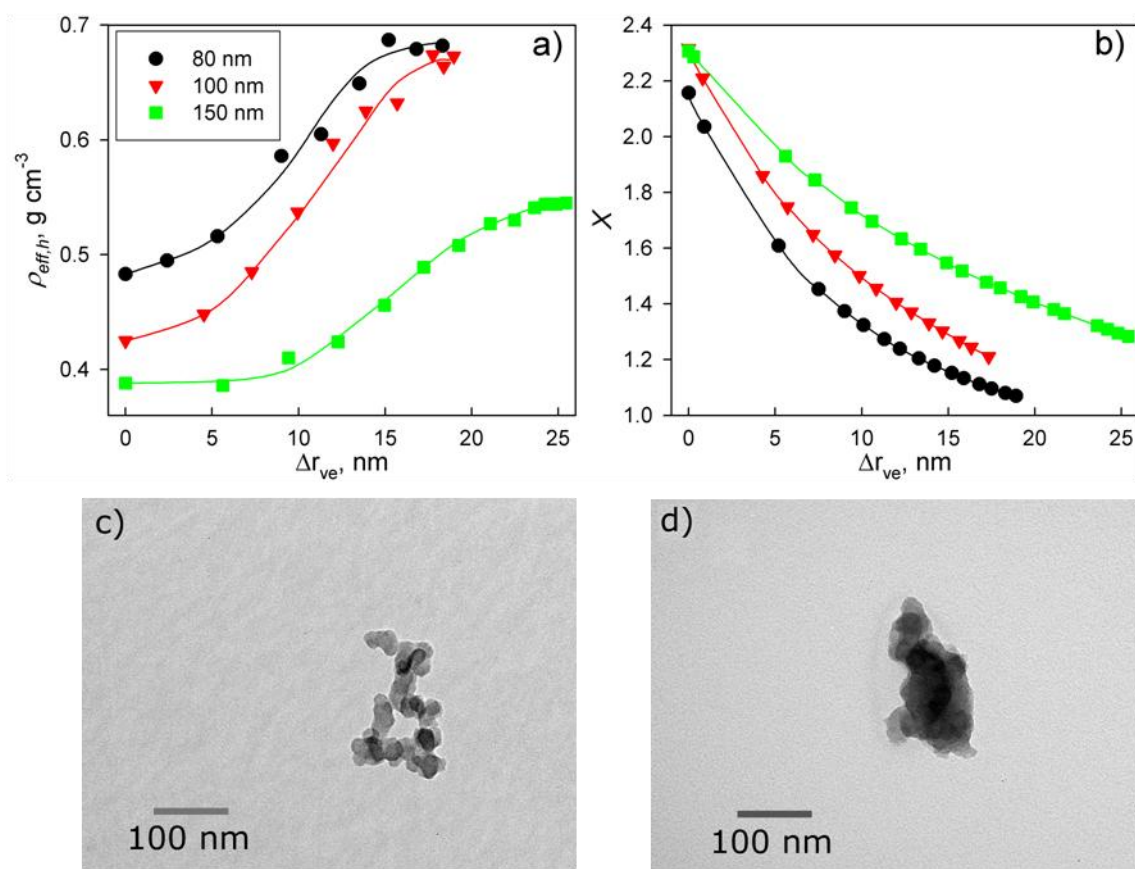 a)
0.7
0.6
0.5
0.4
ρeff,h, g cm-3
80 nm
100 nm
150 nm
0 5 10 15 20 25
Δrve, nm
b)
2.4
2.2
2.0
1.8
1.6
1.4
1.2
1.0
X
0 5 10 15 20 25
Δrve, nm
c)
100 nm
d)
100 nm